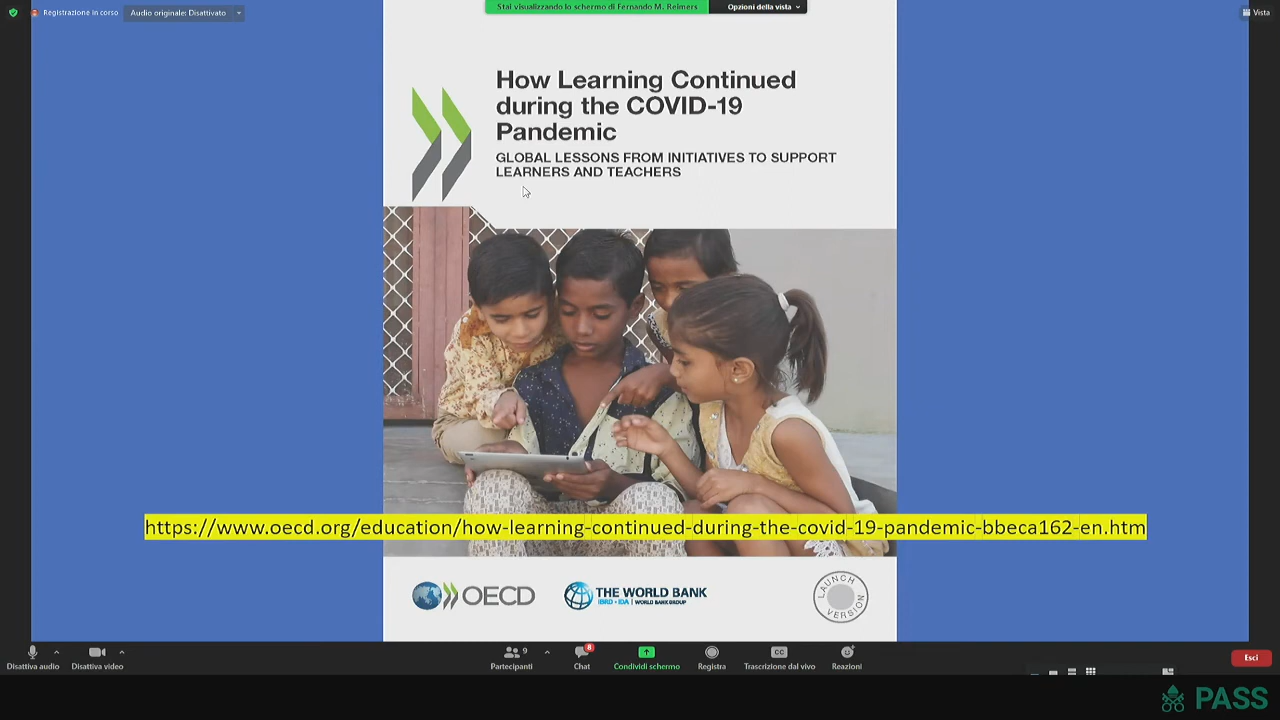 Registrazione in corso
Audio originale: Disattivato
Stai visualizzando lo schermo di Fernando M. Reimers
Opzioni della vista
Vista
How Learning Continued
during the COVID-19
Pandemic
GLOBAL LESSONS FROM INITIATIVES TO SUPPORT
LEARNERS AND TEACHERS
https://www.oecd.org/education/how-learning-continued-during-the-covid-19-pandemic-bbeca162-en.htm
OECD
THE WORLD BANK
IBRD • IDA | WORLD BANK GROUP
LAUNCH
VERSION
Disattiva audio
Disattiva video
Partecipanti
9
Chat
8
Condividi schermo
Registra
CC
Trascrizione dal vivo
Reazioni
Esci
PASS